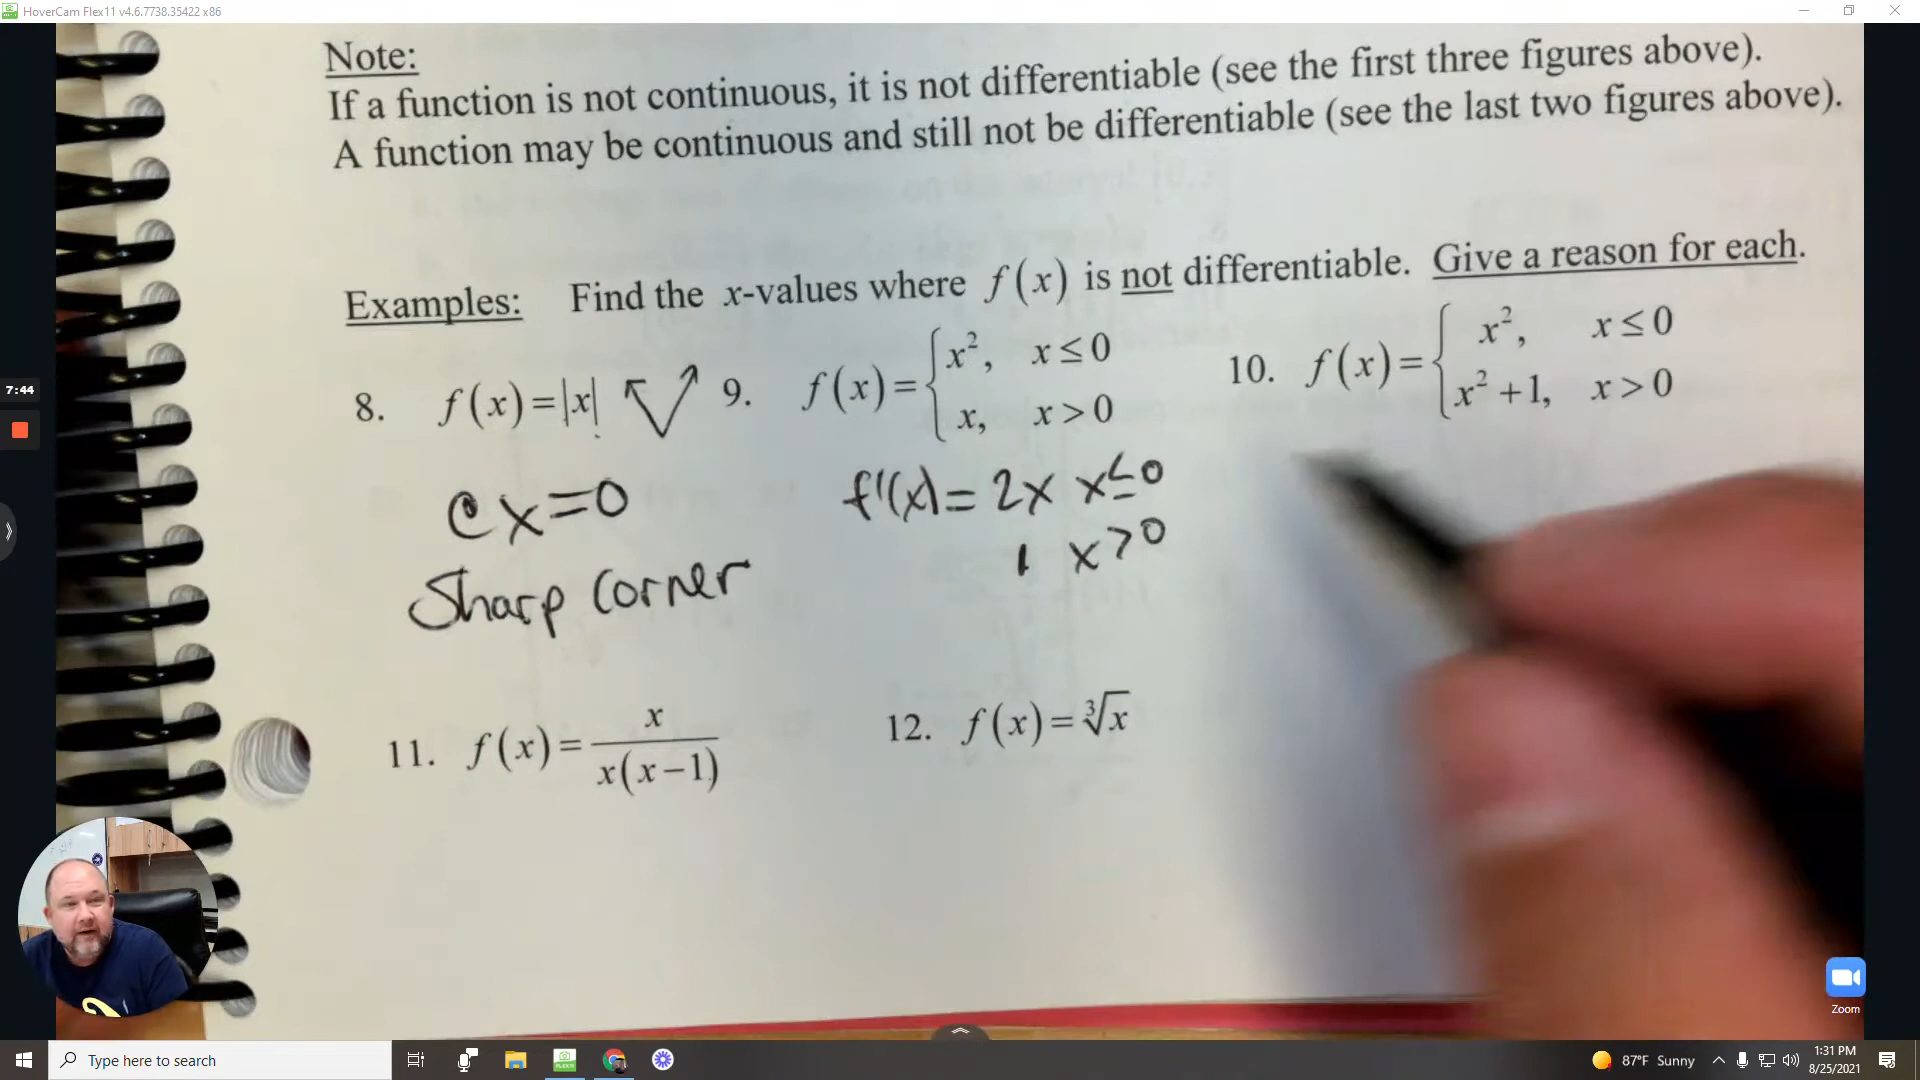 HoverCam Flex11 v4.6.7738.35422 x86
Note:
If a function is not continuous, it is not differentiable (see the first three figures above).
A function may be continuous and still not be differentiable (see the last two figures above).
Examples: Find the x-values where f(x) is not differentiable. Give a reason for each.
8. f(x)=|x|
@ x=0
Sharp Corner
9. f(x)={x², x≤0
x, x>0
f'(x)= 2x x≤0
1 x>0
10. f(x)={x², x≤0
x²+1, x>0
11. f(x)=x/x(x-1)
12. f(x)=∛x
7:44
Zoom
Type here to search
FLEX11
87°F Sunny
1:31 PM
8/25/2021